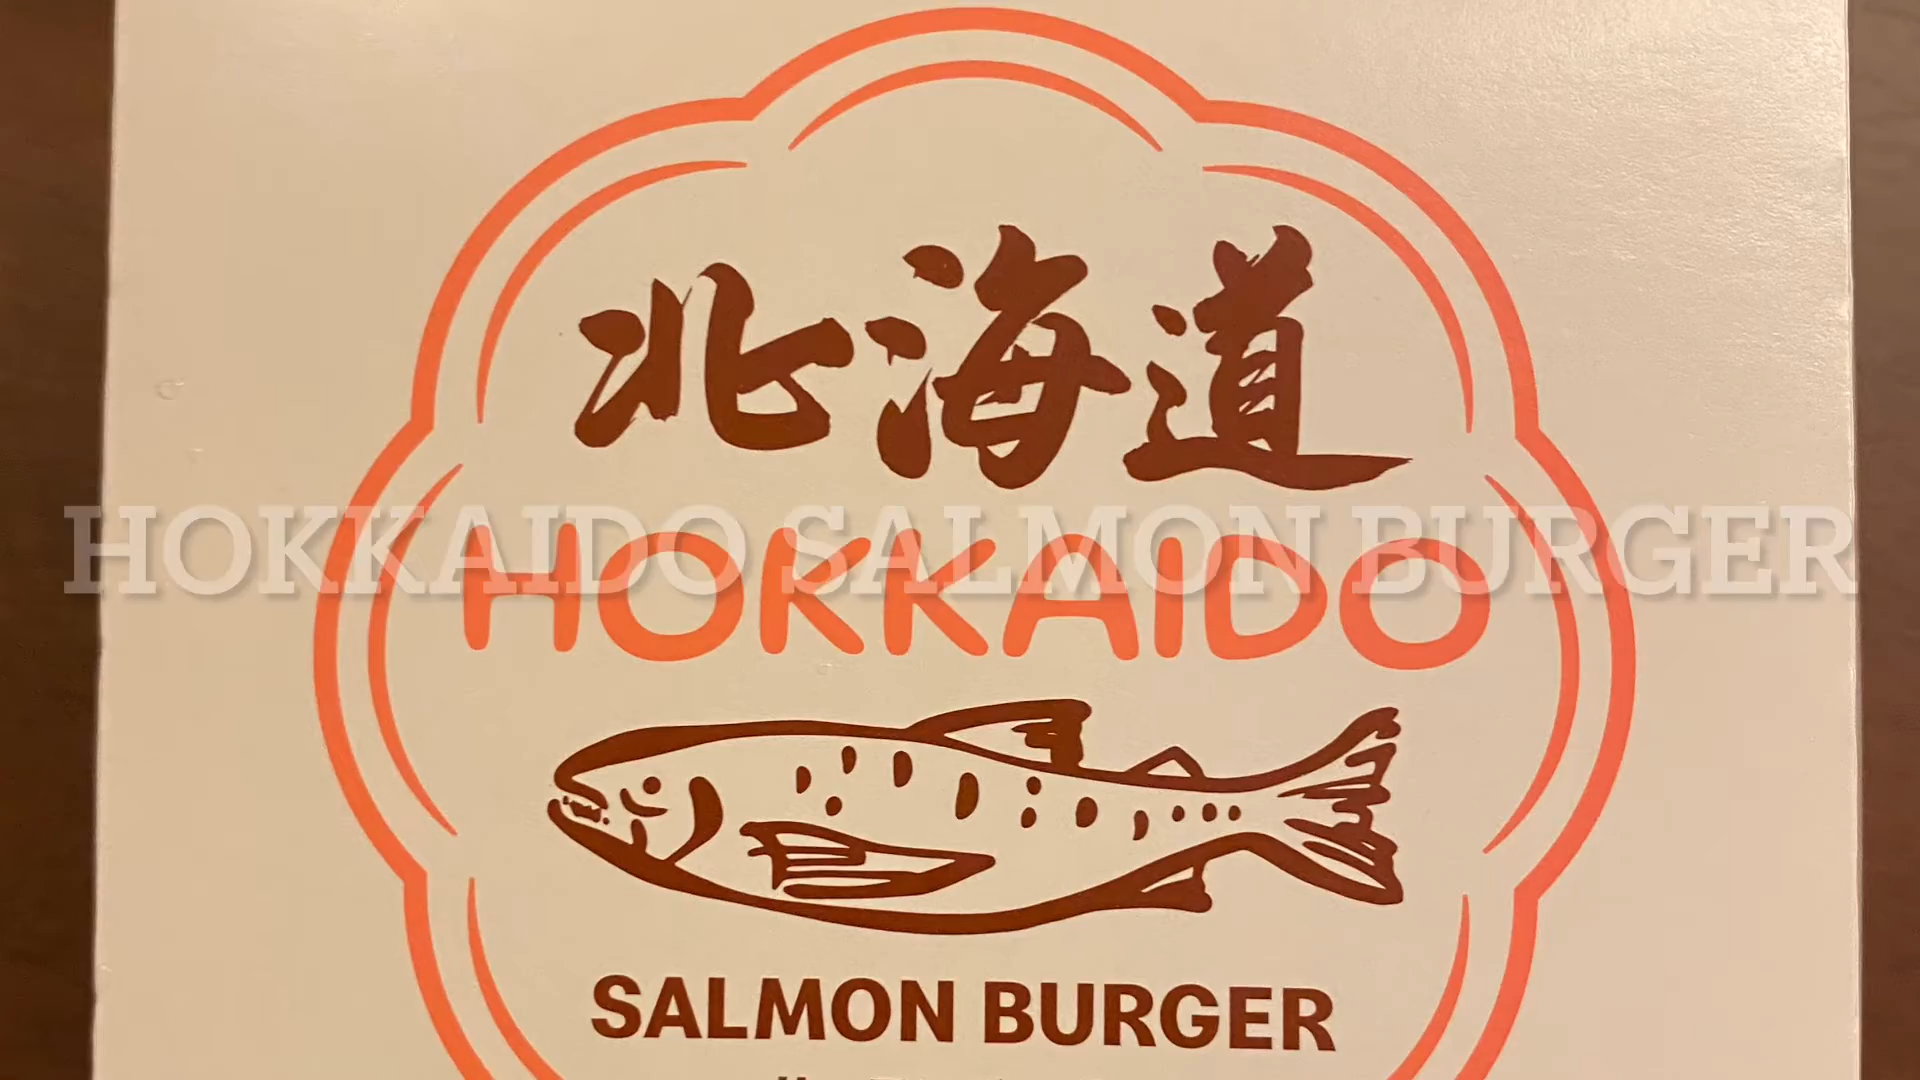 北海道
HOKKAIDO SALMON BURGER
HOKKAIDO
SALMON BURGER